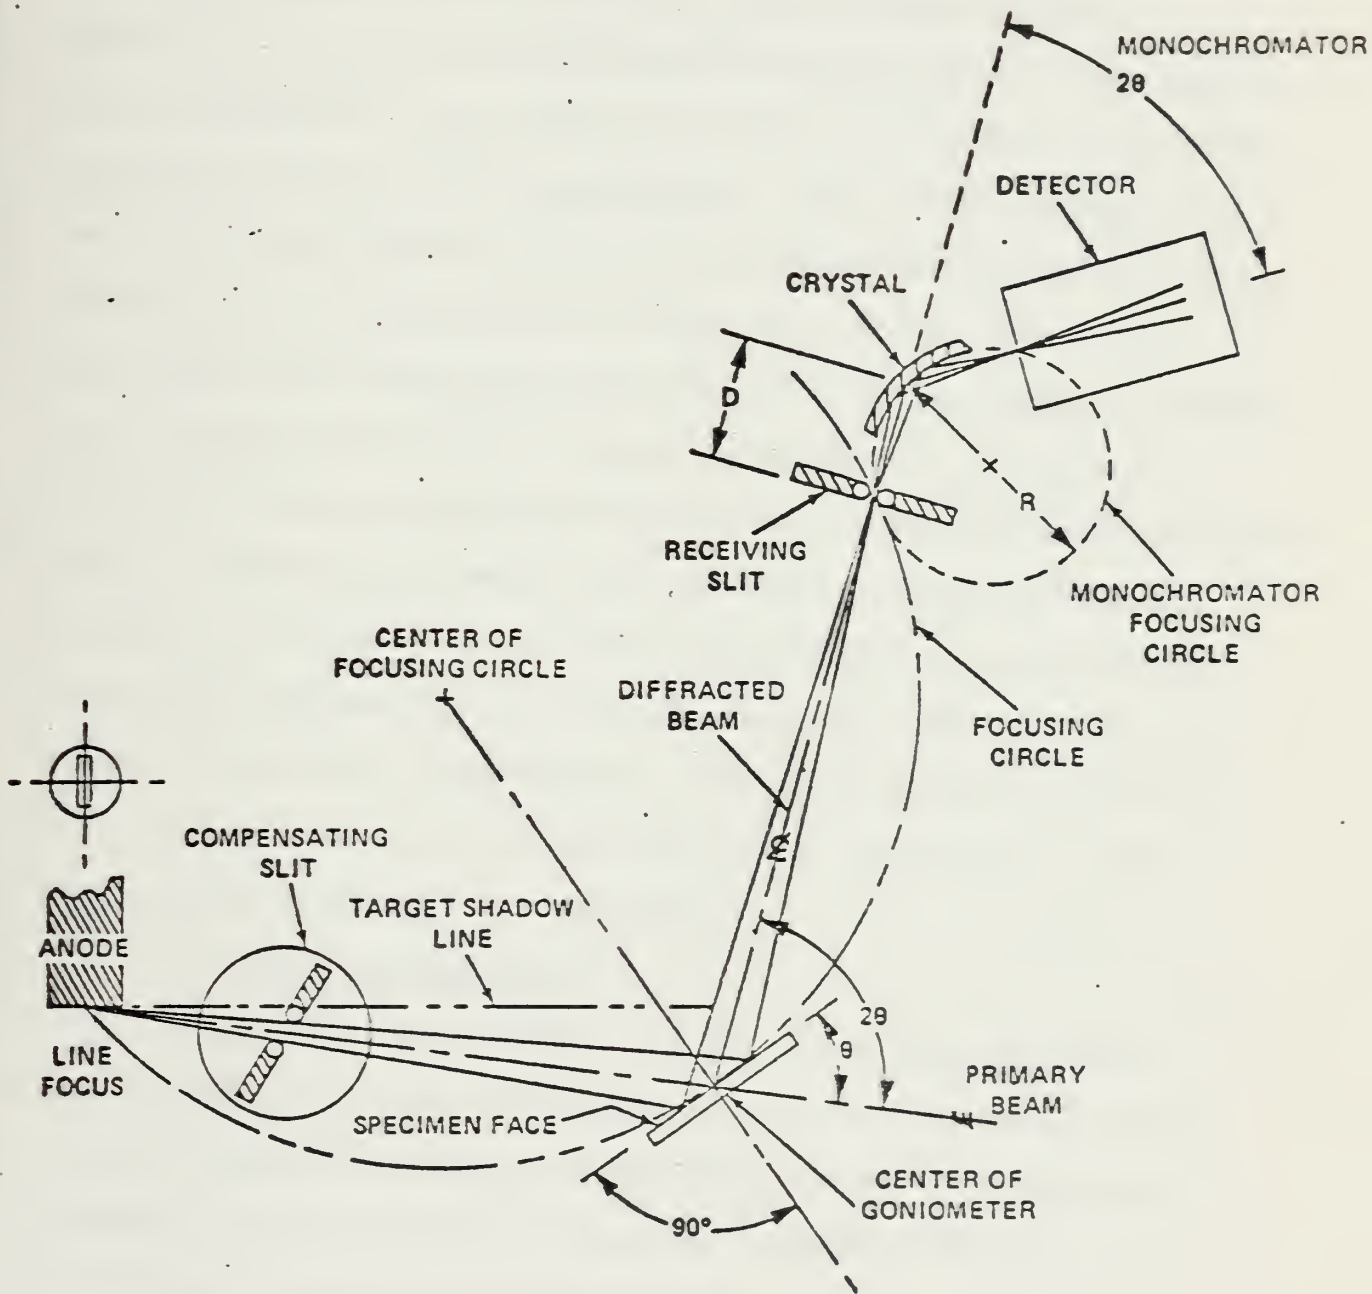 MONOCHROMATOR
2θ
DETECTOR
CRYSTAL
D
R
RECEIVING
SLIT
MONOCHROMATOR
FOCUSING
CIRCLE
CENTER OF
FOCUSING CIRCLE
DIFFRACTED
BEAM
FOCUSING
CIRCLE
COMPENSATING
SLIT
TARGET SHADOW
LINE
ANODE
2θ
θ
LINE
FOCUS
PRIMARY
BEAM
SPECIMEN FACE
CENTER OF
GONIOMETER
90°